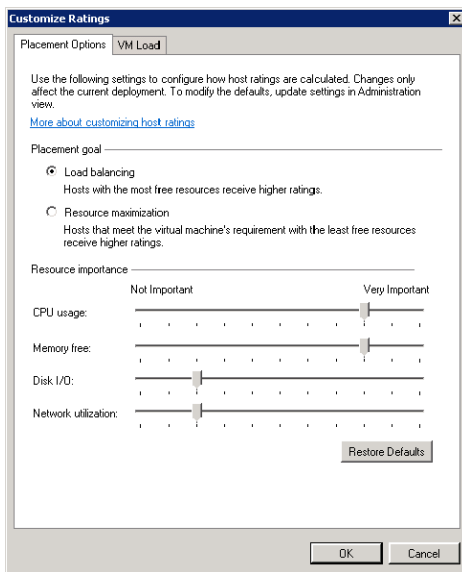 Customize Ratings
Placement Options
VM Load
Use the following settings to configure how host ratings are calculated. Changes only
affect the current deployment. To modify the defaults, update settings in Administration
view.
More about customizing host ratings
Placement goal
Load balancing
Hosts with the most free resources receive higher ratings.
Resource maximization
Hosts that meet the virtual machine's requirement with the least free resources
receive higher ratings.
Resource importance
Not Important
Very Important
CPU usage:
Memory free:
Disk I/O:
Network utilization:
Restore Defaults
OK
Cancel